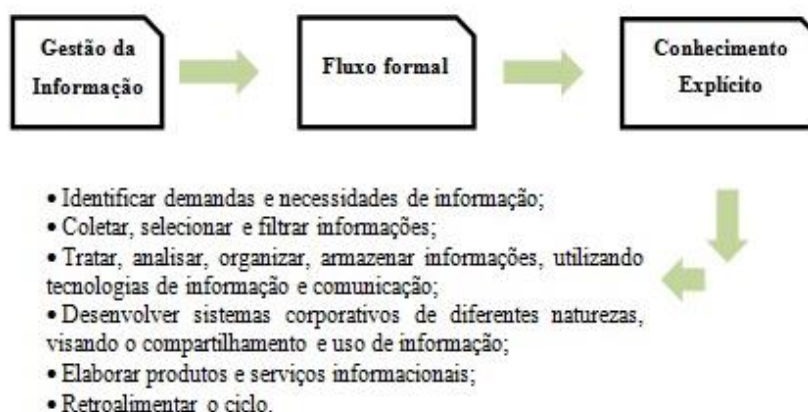 Gestão da
Informação
Fluxo formal
Conhecimento
Explícito
• Identificar demandas e necessidades de informação;
• Coletar, selecionar e filtrar informações;
• Tratar, analisar, organizar, armazenar informações, utilizando
tecnologias de informação e comunicação;
• Desenvolver sistemas corporativos de diferentes naturezas,
visando o compartilhamento e uso de informação;
• Elaborar produtos e serviços informacionais;
• Retroalimentar o ciclo.